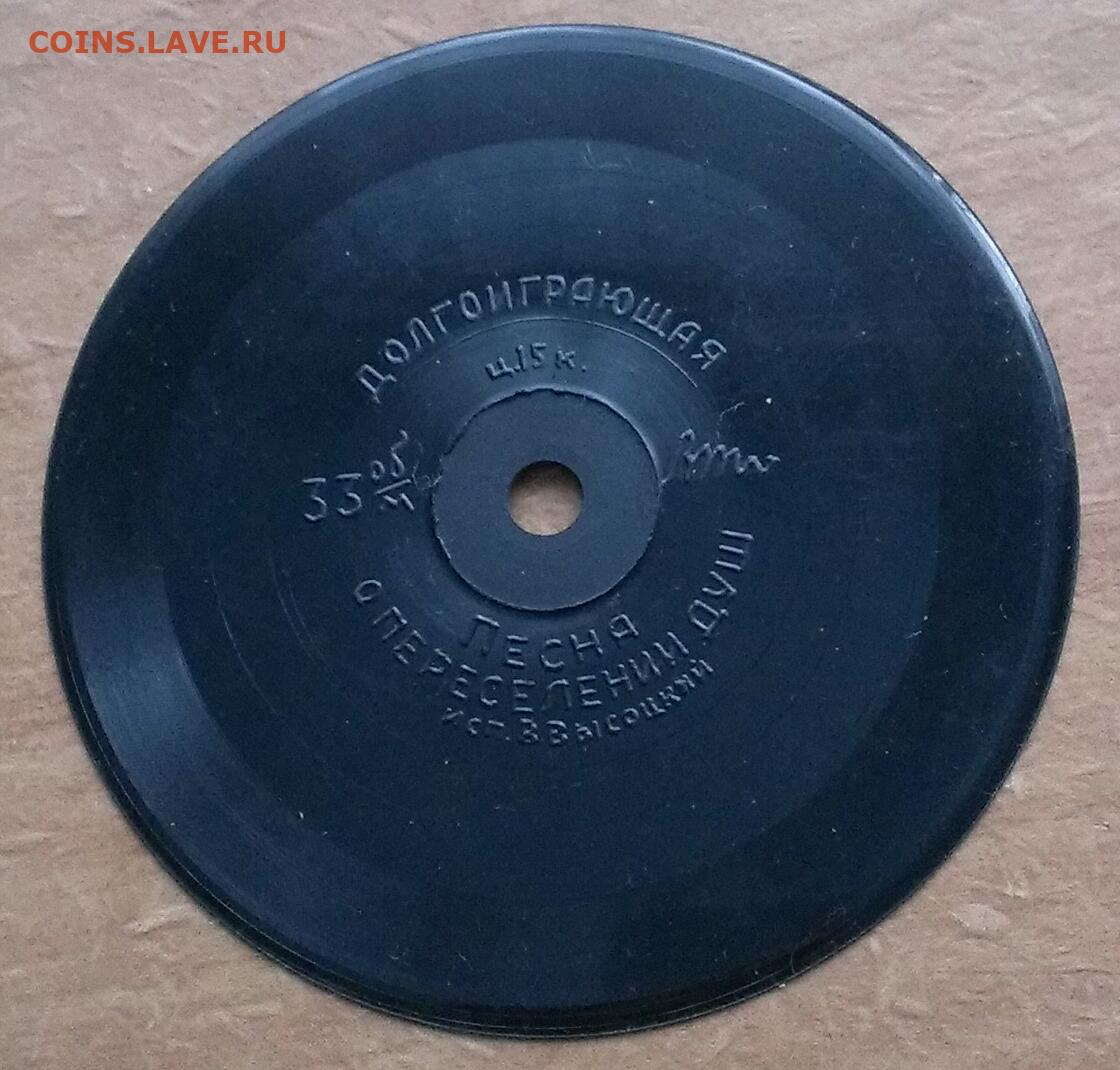 COINS.LAVE.RU
ДОЛГОИГРАЮЩАЯ
ц.15 к.
33 об/м
ПЕСНЯ
О ПЕРЕСЕЛЕНИИ ДУШ
исп. В Высоцкий